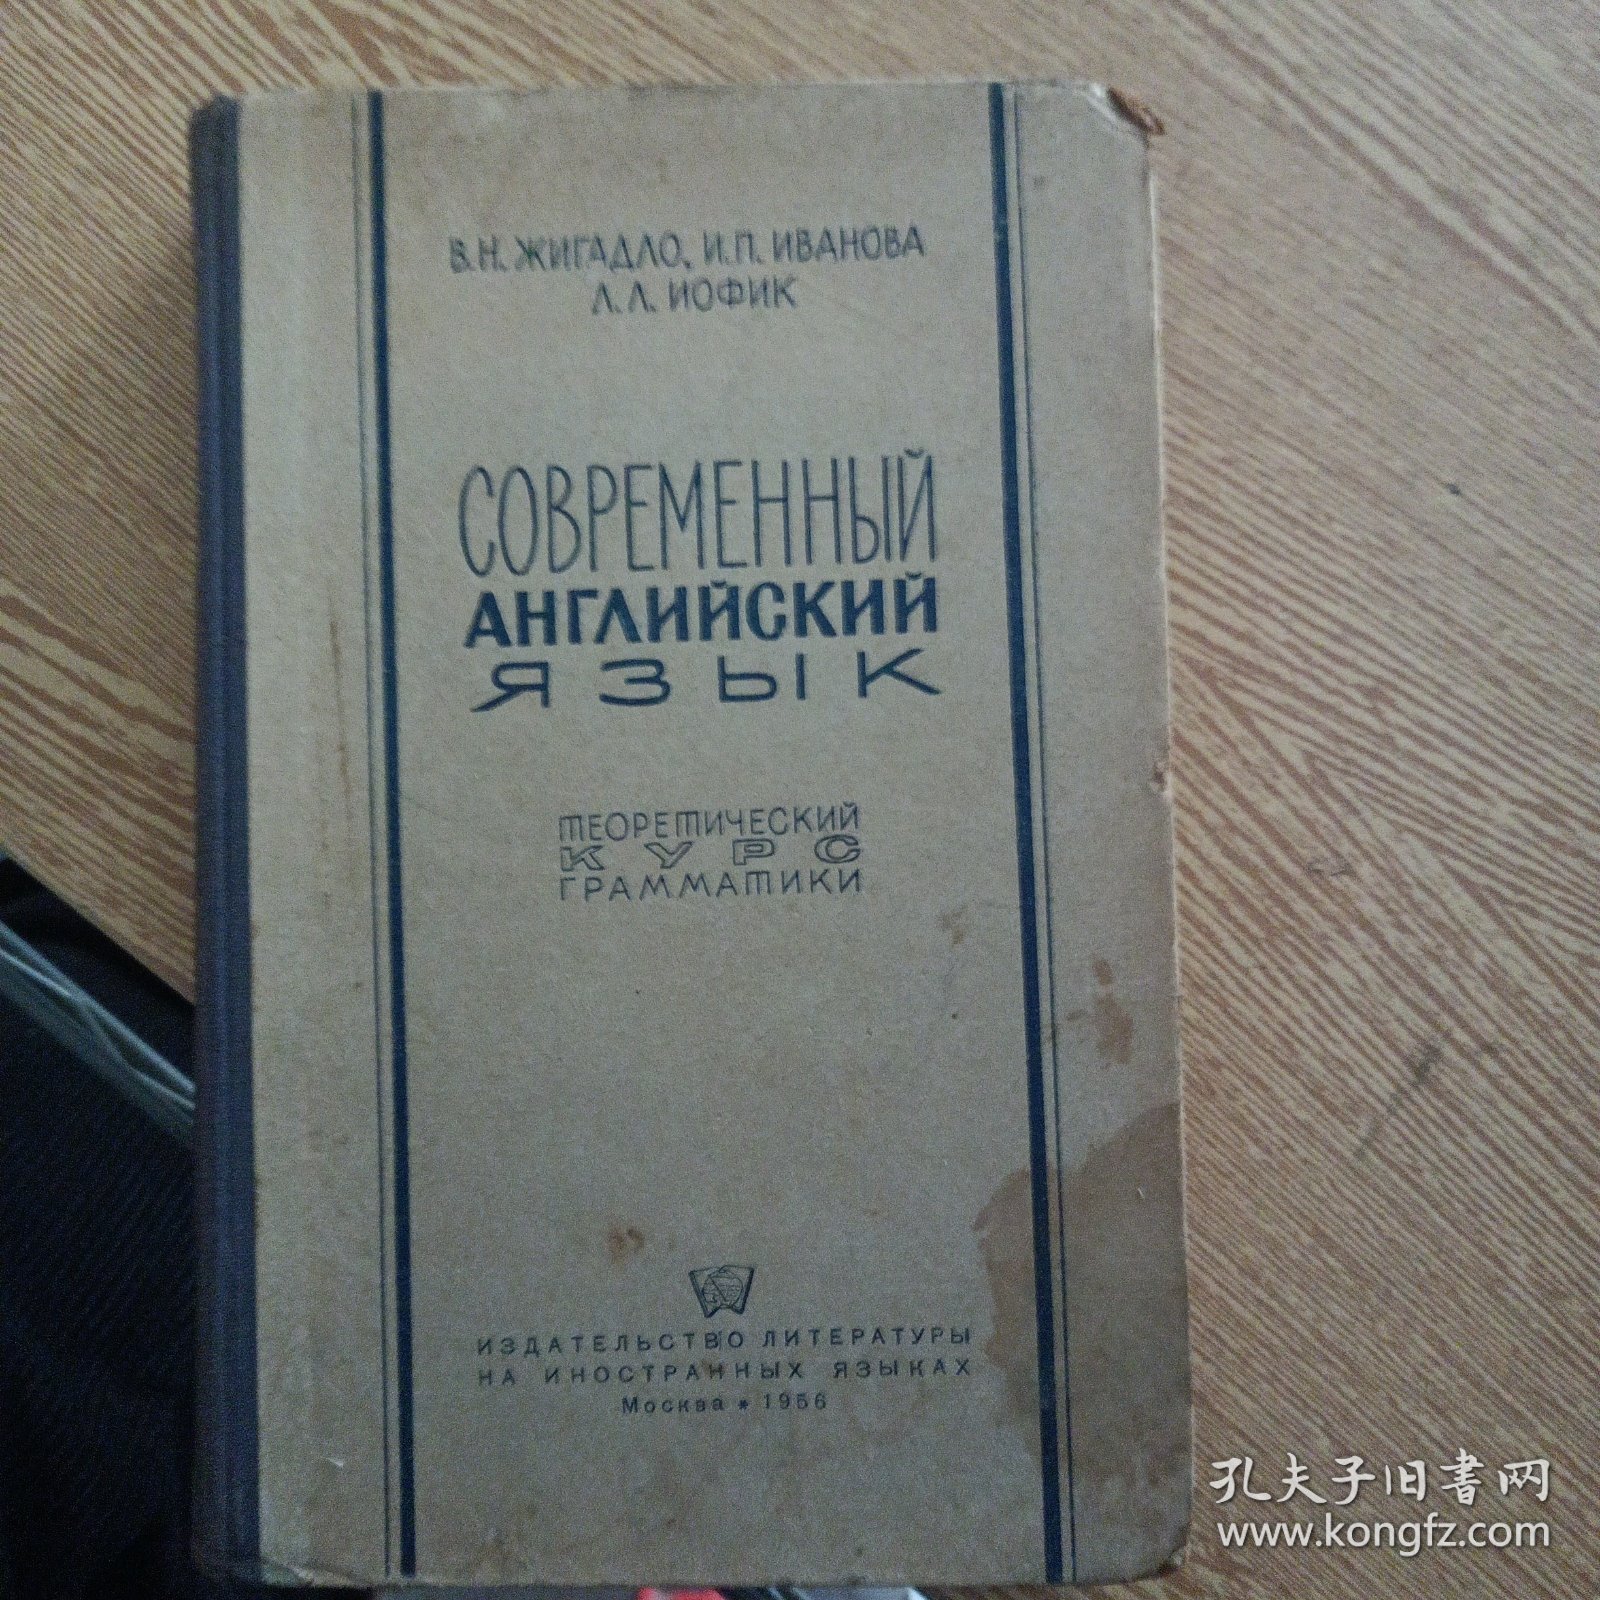 В.Н. ЖИГАДЛО, И.П. ИВАНОВА
Л.Л. ИОФИК
СОВРЕМЕННЫЙ
АНГЛИЙСКИЙ
ЯЗЫК
ТЕОРЕТИЧЕСКИЙ
КУРС
ГРАММАТИКИ
ИЗДАТЕЛЬСТВО ЛИТЕРАТУРЫ
НА ИНОСТРАННЫХ ЯЗЫКАХ
Москва * 1956
孔夫子旧书网
www.kongfz.com